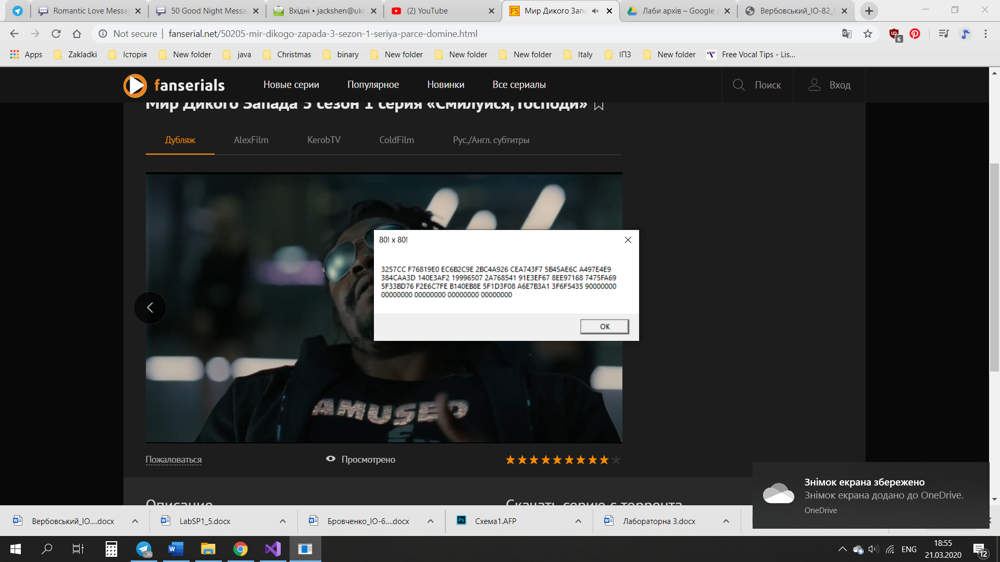 Romantic Love Messa
50 Good Night Messa
Вхідні • jackshen@ukr
(2) YouTube
Мир Дикого Запа
Лаби архів – Google
Вербовський_ІО-82_
Not secure | fanserial.net/50205-mir-dikogo-zapada-3-sezon-1-seriya-parce-domine.html
6
Apps
Zakladki
Історія
New folder
java
Christmas
binary
New folder
New folder
New folder
Italy
ІПЗ
New folder
Free Vocal Tips - Lis...
fanserials
Новые серии
Популярное
Новинки
Все сериалы
Поиск
Вход
Мир Дикого Запада 3 сезон 1 серия «Смилуйся, Господи»
Дубляж
AlexFilm
KerobTV
ColdFilm
Рус./Англ. субтитры
80! x 80!
3257CC F76819E0 EC6B2C9E 2BC4A926 CEA743F7 5B45AE6C A497E4E9
384CAA3D 140E3AF2 19996507 2A768541 91E3EF67 8EE97168 7475FA69
5F33BD76 F2E6C7FE B140EB8E 5F1D3F08 A6E7B3A1 3F6F5435 90000000
00000000 00000000 00000000 00000000
OK
AMUSED
Пожаловаться
Просмотрено
Описание
Скачать серию с торрента
Знімок екрана збережено
Знімок екрана додано до OneDrive.
OneDrive
Вербовський_ІО....docx
LabSP1_5.docx
Бровченко_ІО-6....docx
Схема1.AFP
Лабораторна 3.docx
..36
ENG
18:55
21.03.2020
12